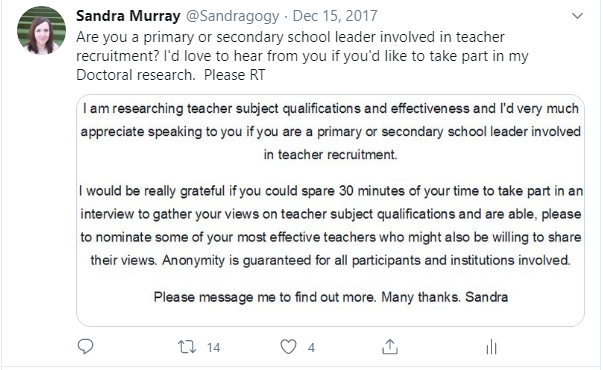 Sandra Murray @Sandragogy · Dec 15, 2017
Are you a primary or secondary school leader involved in teacher
recruitment? I'd love to hear from you if you'd like to take part in my
Doctoral research.  Please RT
I am researching teacher subject qualifications and effectiveness and I'd very much
appreciate speaking to you if you are a primary or secondary school leader involved
in teacher recruitment.
I would be really grateful if you could spare 30 minutes of your time to take part in an
interview to gather your views on teacher subject qualifications and are able, please
to nominate some of your most effective teachers who might also be willing to share
their views. Anonymity is guaranteed for all participants and institutions involved.
Please message me to find out more. Many thanks. Sandra
14 4